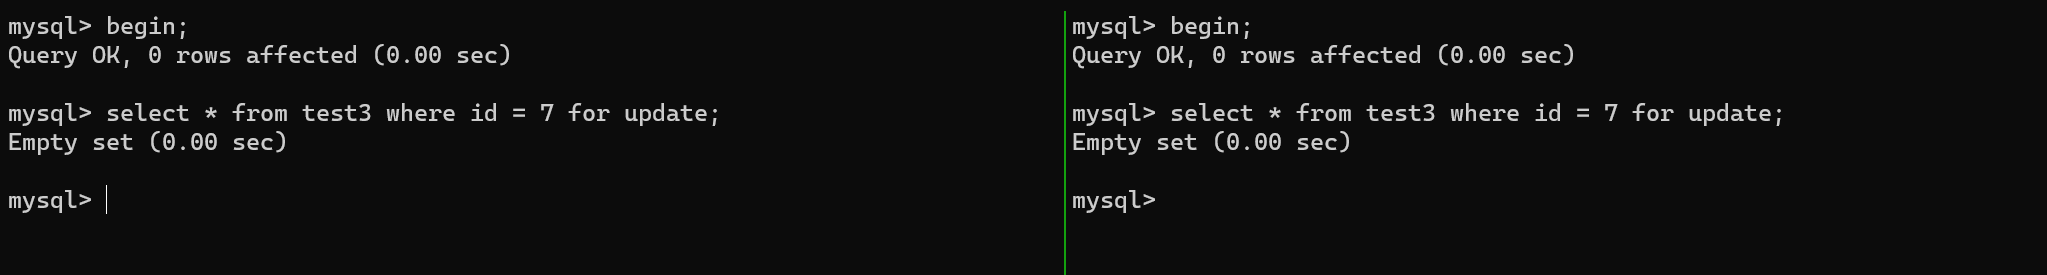 mysql> begin;
Query OK, 0 rows affected (0.00 sec)
mysql> select * from test3 where id = 7 for update;
Empty set (0.00 sec)
mysql>
mysql> begin;
Query OK, 0 rows affected (0.00 sec)
mysql> select * from test3 where id = 7 for update;
Empty set (0.00 sec)
mysql>